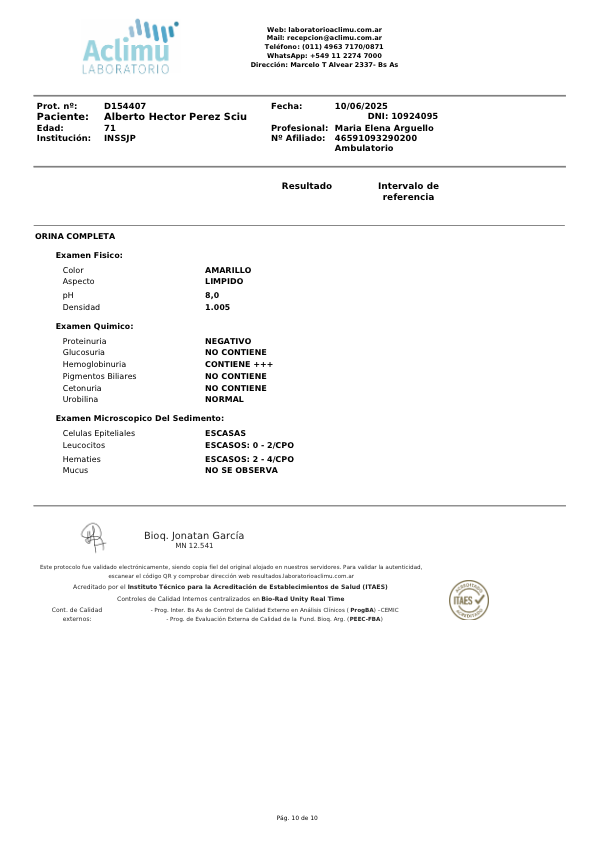 Aclimu
LABORATORIO
Web: laboratorioaclimu.com.ar
Mail: recepcion@aclimu.com.ar
Teléfono: (011) 4963 7170/0871
WhatsApp: +549 11 2274 7000
Dirección: Marcelo T Alvear 2337- Bs As
Prot. nº: D154407 Fecha: 10/06/2025
Paciente: Alberto Hector Perez Sciu DNI: 10924095
Edad: 71 Profesional: Maria Elena Arguello
Institución: INSSJP Nº Afiliado: 46591093290200
Ambulatorio
Resultado Intervalo de
referencia
ORINA COMPLETA
Examen Fisico:
Color AMARILLO
Aspecto LIMPIDO
pH 8,0
Densidad 1.005
Examen Quimico:
Proteinuria NEGATIVO
Glucosuria NO CONTIENE
Hemoglobinuria CONTIENE +++
Pigmentos Biliares NO CONTIENE
Cetonuria NO CONTIENE
Urobilina NORMAL
Examen Microscopico Del Sedimento:
Celulas Epiteliales ESCASAS
Leucocitos ESCASOS: 0 - 2/CPO
Hematies ESCASOS: 2 - 4/CPO
Mucus NO SE OBSERVA
Bioq. Jonatan García
MN 12.541
Este protocolo fue validado electrónicamente, siendo copia fiel del original alojado en nuestros servidores. Para validar la autenticidad,
escanear el código QR y comprobar dirección web resultados.laboratorioaclimu.com.ar
Acreditado por el Instituto Técnico para la Acreditación de Establecimientos de Salud (ITAES)
Controles de Calidad Internos centralizados en Bio-Rad Unity Real Time
Cont. de Calidad externos:
- Prog. Inter. Bs As de Control de Calidad Externo en Análisis Clínicos ( ProgBA) –CEMIC
- Prog. de Evaluación Externa de Calidad de la Fund. Bioq. Arg. (PEEC-FBA)
ACREDITADO
ITAES
ACREDITADO
Pág. 10 de 10